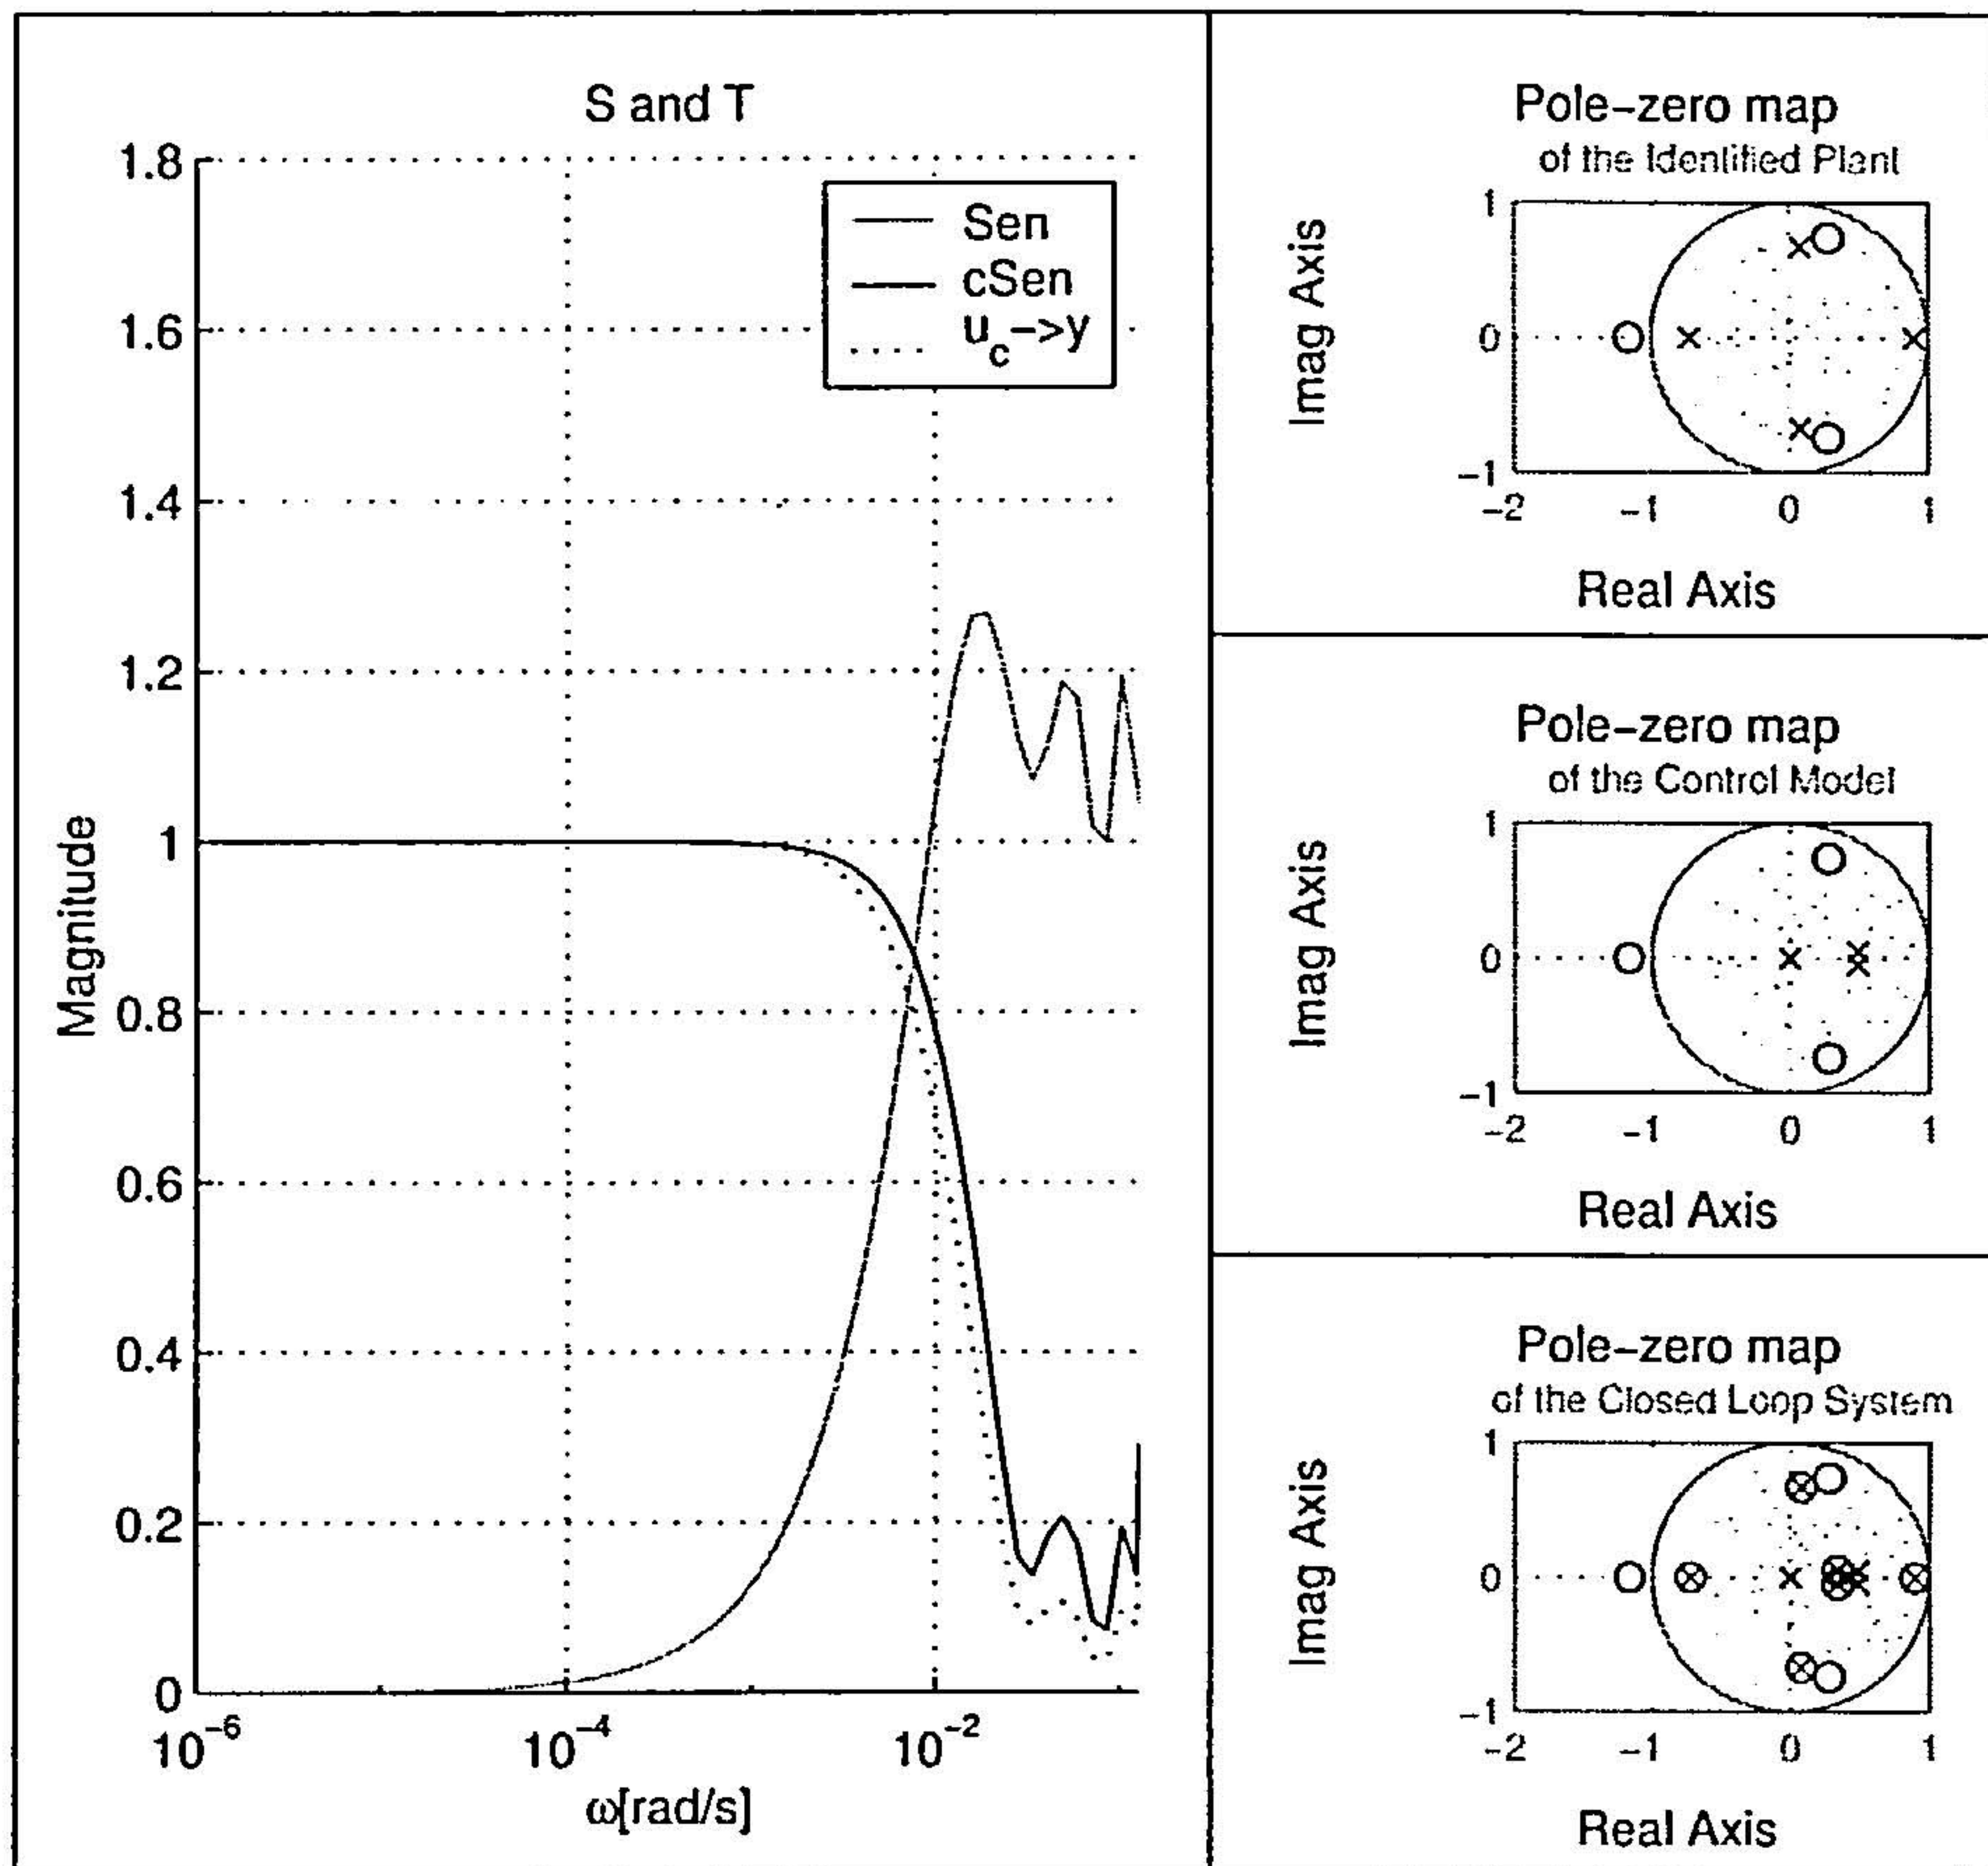 S and T
1.8
1.6
1.4
1.2
1
0.8
0.6
0.4
0.2
0
Magnitude
10^-6
10^-4
10^-2
ω[rad/s]
Sen
cSen
u_c->y
Pole-zero map
of the Identified Plant
Imag Axis
1
0
-1
-2
-1
0
1
Real Axis
Pole-zero map
of the Control Model
Imag Axis
1
0
-1
-2
-1
0
1
Real Axis
Pole-zero map
of the Closed Loop System
Imag Axis
1
0
-1
-2
-1
0
1
Real Axis